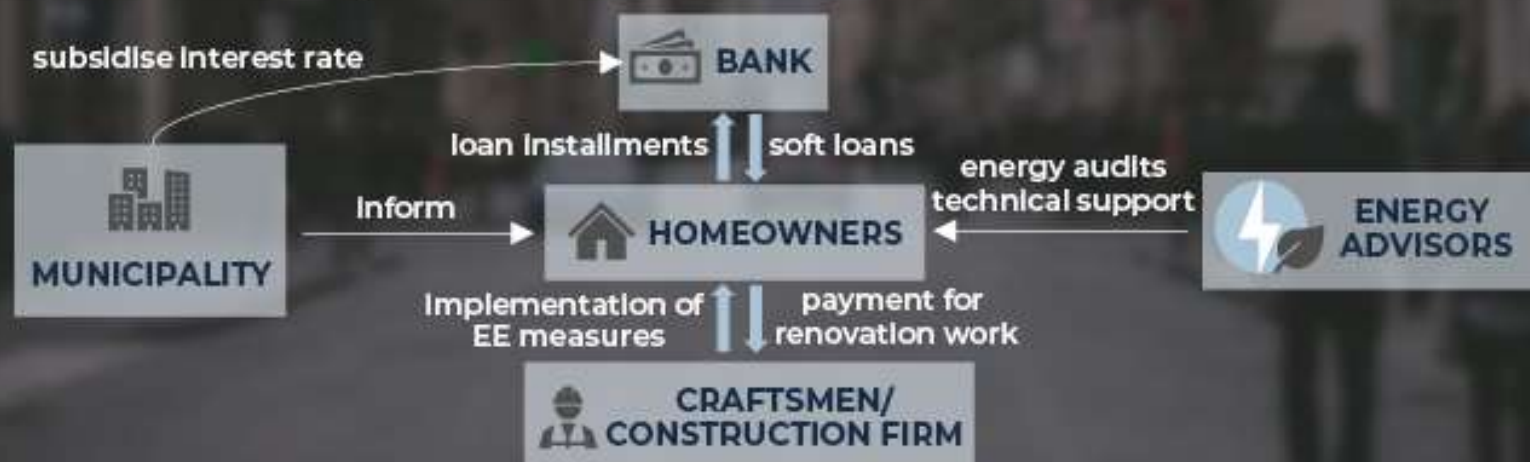 subsidise interest rate
BANK
loan installments
soft loans
energy audits
technical support
inform
HOMEOWNERS
ENERGY
ADVISORS
MUNICIPALITY
Implementation of
EE measures
payment for
renovation work
CRAFTSMEN/
CONSTRUCTION FIRM